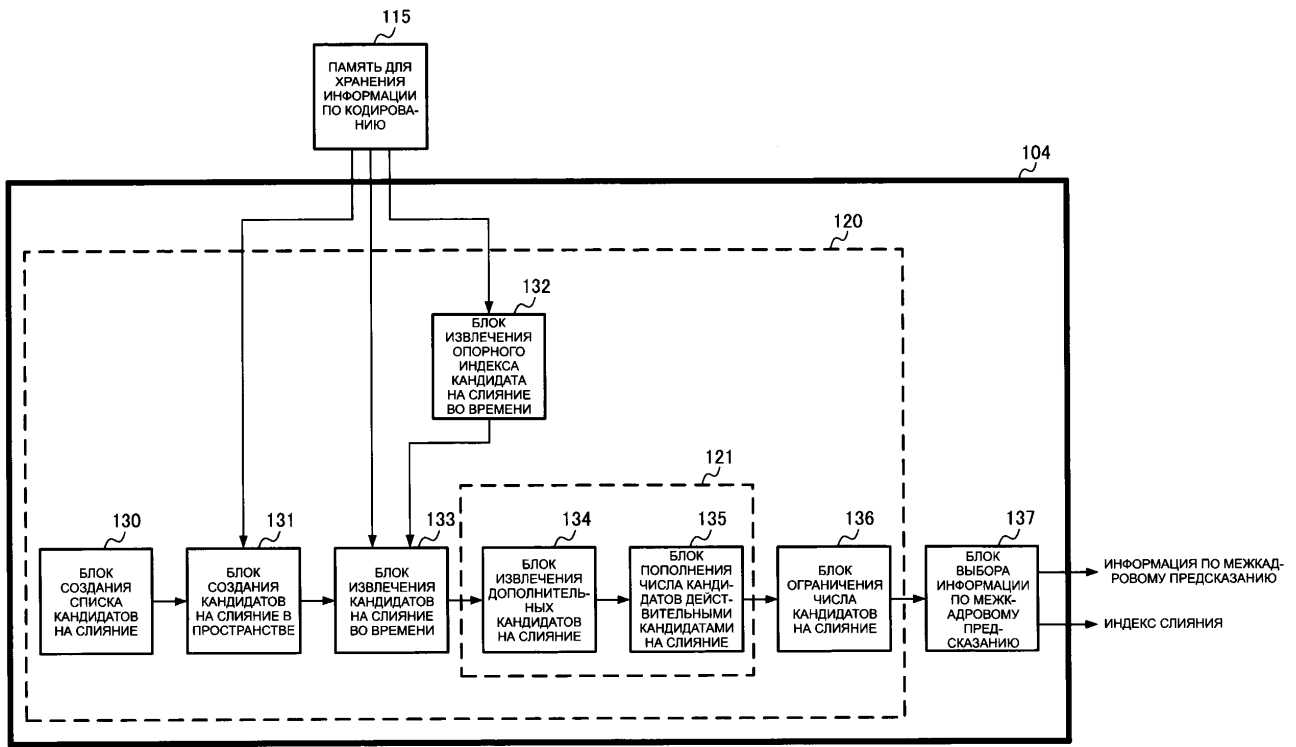 115
ПАМЯТЬ ДЛЯ
ХРАНЕНИЯ
ИНФОРМАЦИИ
ПО КОДИРОВА-
НИЮ
104
120
132
БЛОК
ИЗВЛЕЧЕНИЯ
ОПОРНОГО
ИНДЕКСА
КАНДИДАТА
НА СЛИЯНИЕ
ВО ВРЕМЕНИ
121
130
БЛОК
СОЗДАНИЯ
СПИСКА
КАНДИДАТОВ
НА СЛИЯНИЕ
131
БЛОК
СОЗДАНИЯ
КАНДИДАТОВ
НА СЛИЯНИЕ В
ПРОСТРАНСТВЕ
133
БЛОК
ИЗВЛЕЧЕНИЯ
КАНДИДАТОВ
НА СЛИЯНИЕ
ВО ВРЕМЕНИ
134
БЛОК
ИЗВЛЕЧЕНИЯ
ДОПОЛНИТЕЛЬ-
НЫХ
КАНДИДАТОВ
НА СЛИЯНИЕ
135
БЛОК
ПОПОЛНЕНИЯ
ЧИСЛА КАНДИ-
ДАТОВ ДЕЙСТ-
ВИТЕЛЬНЫМИ
КАНДИДАТАМИ
НА СЛИЯНИЕ
136
БЛОК
ОГРАНИЧЕНИЯ
ЧИСЛА
КАНДИДАТОВ
НА СЛИЯНИЕ
137
БЛОК
ВЫБОРА
ИНФОРМАЦИИ
ПО МЕЖК-
АДРОВОМУ
ПРЕД-
СКАЗАНИЮ
ИНФОРМАЦИЯ ПО МЕЖКАД-
РОВОМУ ПРЕДСКАЗАНИЮ
ИНДЕКС СЛИЯНИЯ